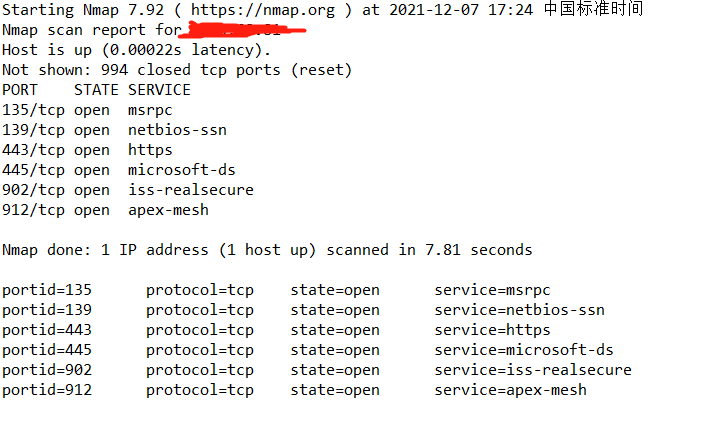 Starting Nmap 7.92 ( https://nmap.org ) at 2021-12-07 17:24 中国标准时间
Nmap scan report for
Host is up (0.00022s latency).
Not shown: 994 closed tcp ports (reset)
PORT    STATE SERVICE
135/tcp open  msrpc
139/tcp open  netbios-ssn
443/tcp open  https
445/tcp open  microsoft-ds
902/tcp open  iss-realsecure
912/tcp open  apex-mesh

Nmap done: 1 IP address (1 host up) scanned in 7.81 seconds

portid=135      protocol=tcp    state=open      service=msrpc
portid=139      protocol=tcp    state=open      service=netbios-ssn
portid=443      protocol=tcp    state=open      service=https
portid=445      protocol=tcp    state=open      service=microsoft-ds
portid=902      protocol=tcp    state=open      service=iss-realsecure
portid=912      protocol=tcp    state=open      service=apex-mesh